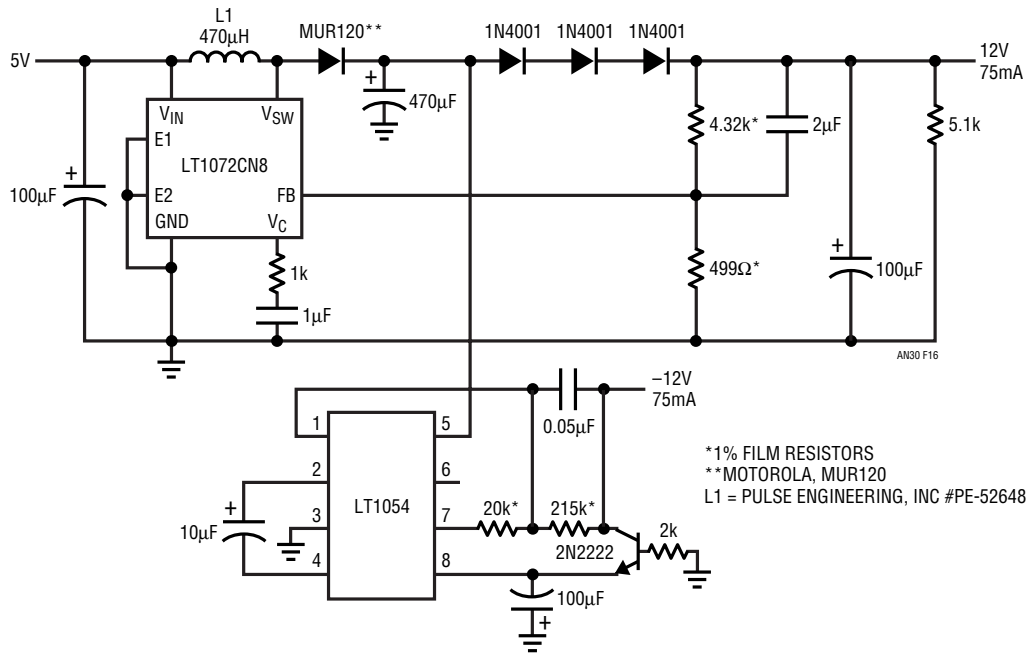 L1
470µH
MUR120**
1N4001
1N4001
1N4001
5V
12V
75mA
+
470µF
VIN
VSW
E1
LT1072CN8
E2
FB
GND
VC
+
100µF
4.32k*
2µF
5.1k
499Ω*
+
100µF
1k
1µF
AN30 F16
–12V
75mA
0.05µF
1
2
3
4
5
6
7
8
LT1054
+
10µF
20k*
215k*
2N2222
2k
100µF
+
*1% FILM RESISTORS
**MOTOROLA, MUR120
L1 = PULSE ENGINEERING, INC #PE-52648